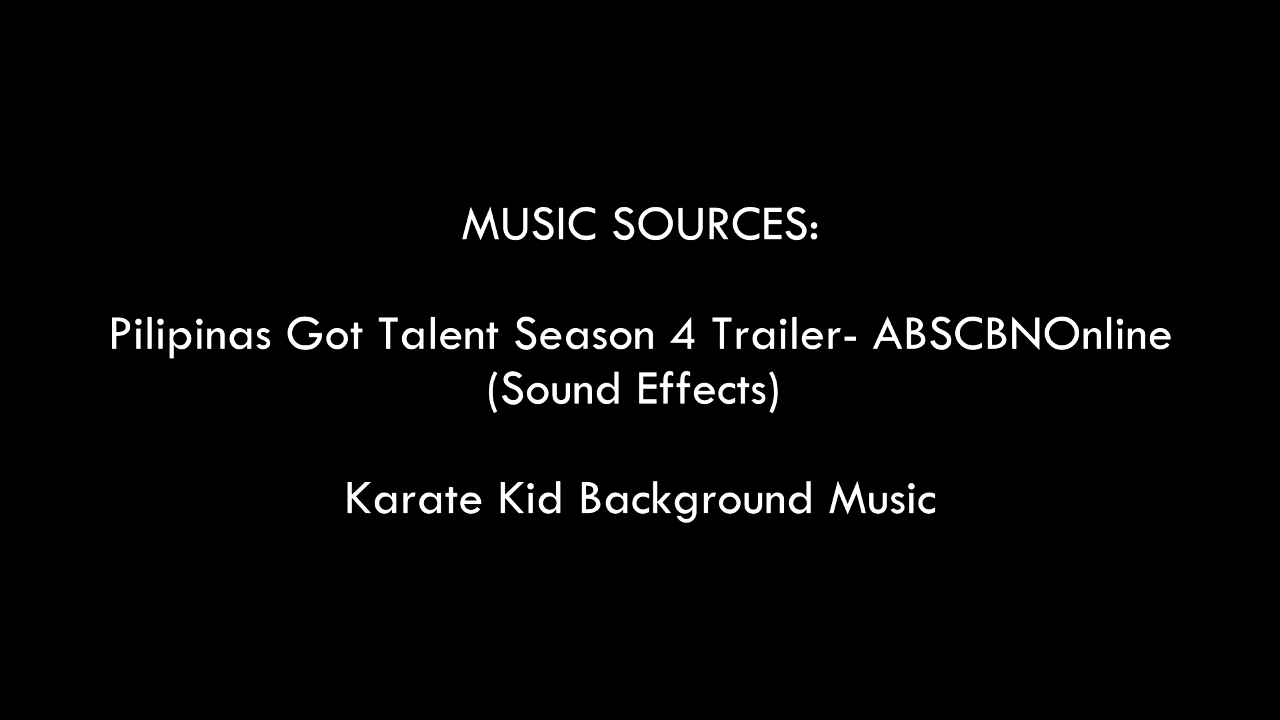 MUSIC SOURCES:
Pilipinas Got Talent Season 4 Trailer- ABSCBNOnline
(Sound Effects)
Karate Kid Background Music